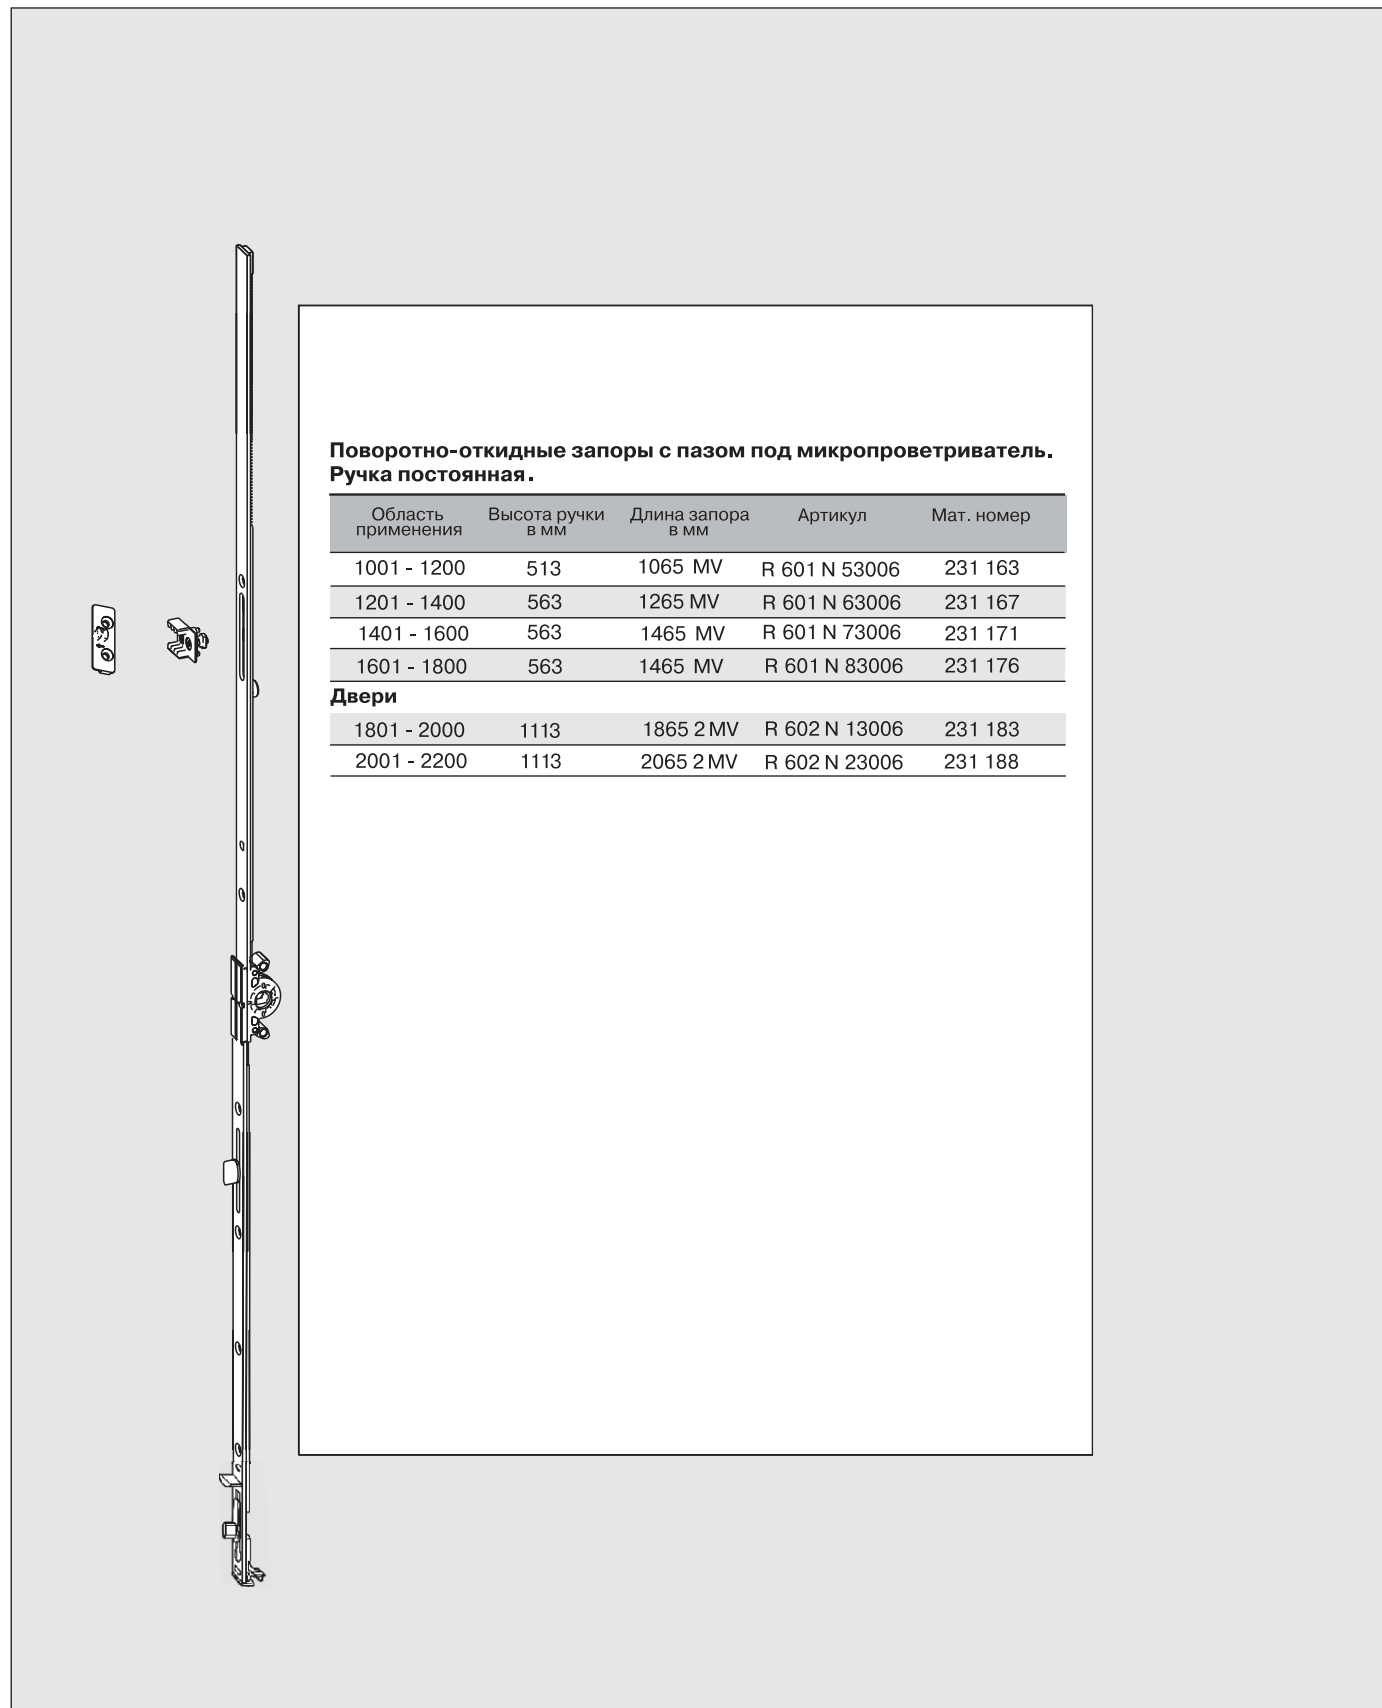 Поворотно-откидные запоры с пазом под микропроветриватель.
Ручка постоянная.
Область применения Высота ручки в мм Длина запора в мм Артикул Мат. номер
1001 - 1200 513 1065 MV R 601 N 53006 231 163
1201 - 1400 563 1265 MV R 601 N 63006 231 167
1401 - 1600 563 1465 MV R 601 N 73006 231 171
1601 - 1800 563 1465 MV R 601 N 83006 231 176
Двери
1801 - 2000 1113 1865 2 MV R 602 N 13006 231 183
2001 - 2200 1113 2065 2 MV R 602 N 23006 231 188